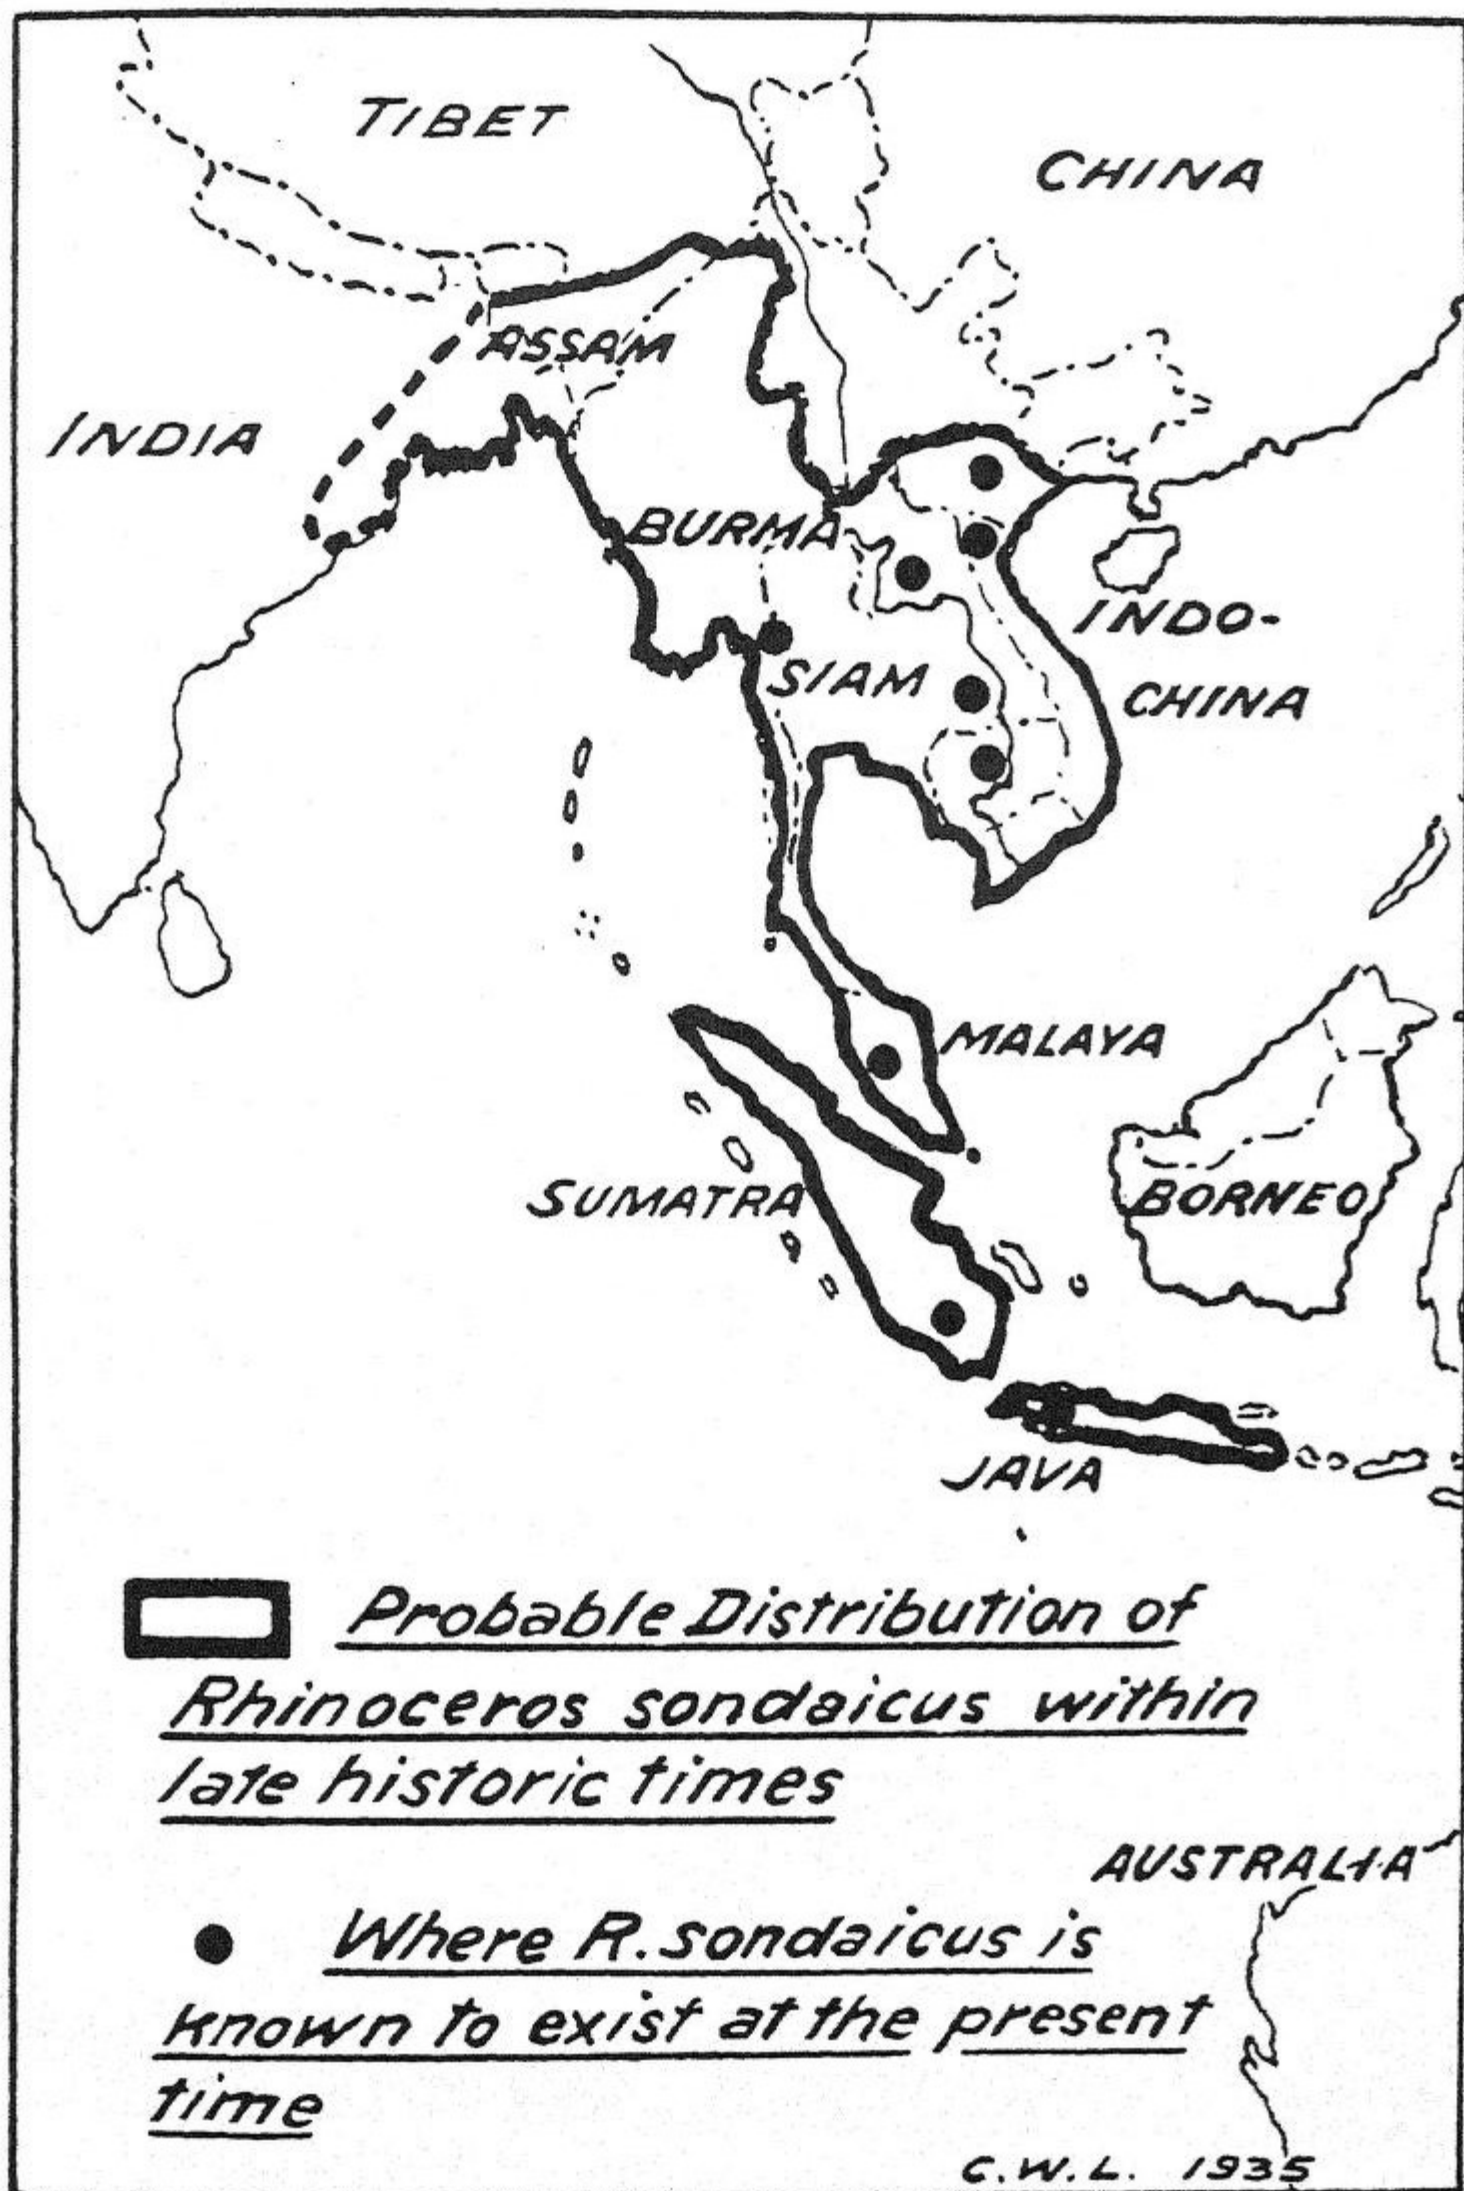 TIBET
CHINA
ASSAM
INDIA
BURMA
INDO-
CHINA
SIAM
MALAYA
SUMATRA
BORNEO
JAVA
Probable Distribution of
Rhinoceros sondaicus within
late historic times
AUSTRALIA
Where R. sondaicus is
known to exist at the present
time
C.W.L. 1935